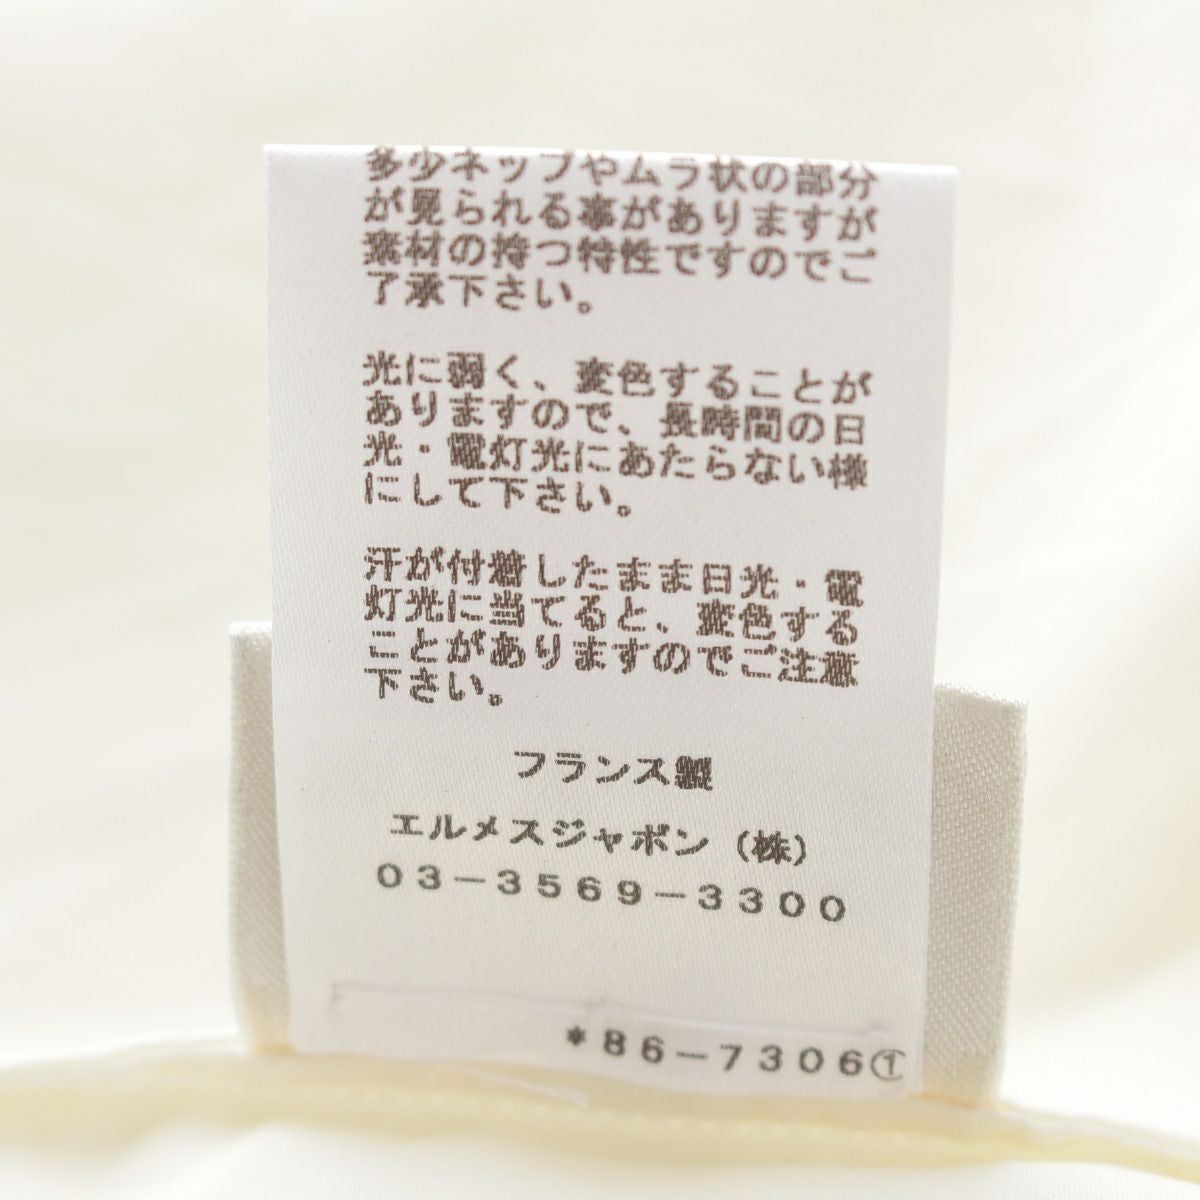 多少ネップやムラ状の部分
が見られる事がありますが
素材の持つ特性ですのでご
了承下さい。
光に弱く、変色することが
ありますので、長時間の日
光・電灯光にあたらない様
にして下さい。
汗が付着したまま日光・電
灯光に当てると、変色する
ことがありますのでご注意
下さい。
フランス製
エルメスジャポン（株）
03-3569-3300
*86-7306①